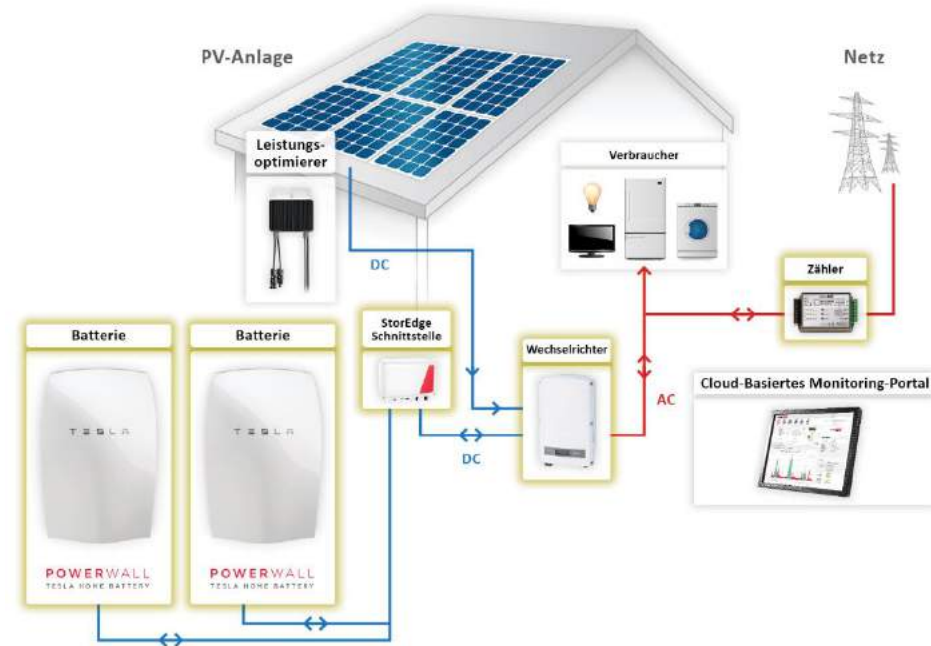 PV-Anlage
Netz
Leistungs-
optimierer
Verbraucher
DC
Zähler
Batterie
Batterie
StorEdge
Schnittstelle
Wechselrichter
AC
Cloud-Basiertes Monitoring-Portal
DC
TESLA
TESLA
POWERWALL
TESLA HOME BATTERY
POWERWALL
TESLA HOME BATTERY